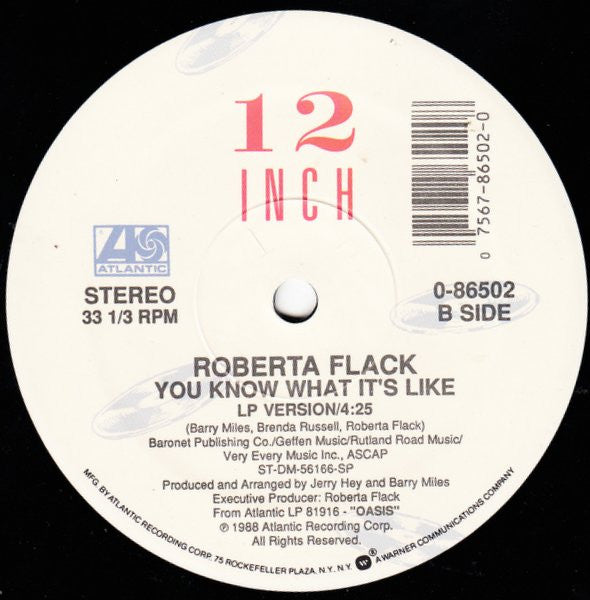 12
INCH
0 7567-86502-0
ATLANTIC
STEREO
33 1/3 RPM
0-86502
B SIDE
ROBERTA FLACK
YOU KNOW WHAT IT'S LIKE
LP VERSION/4:25
(Barry Miles, Brenda Russell, Roberta Flack)
Baronet Publishing Co./Geffen Music/Rutland Road Music/
Very Every Music Inc., ASCAP
ST-DM-56166-SP
Produced and Arranged by Jerry Hey and Barry Miles
Executive Producer: Roberta Flack
From Atlantic LP 81916 - "OASIS"
℗ 1988 Atlantic Recording Corp.
All Rights Reserved.
MFG. BY ATLANTIC RECORDING CORP. 75 ROCKEFELLER PLAZA, N.Y. N.Y. W ® A WARNER COMMUNICATIONS COMPANY